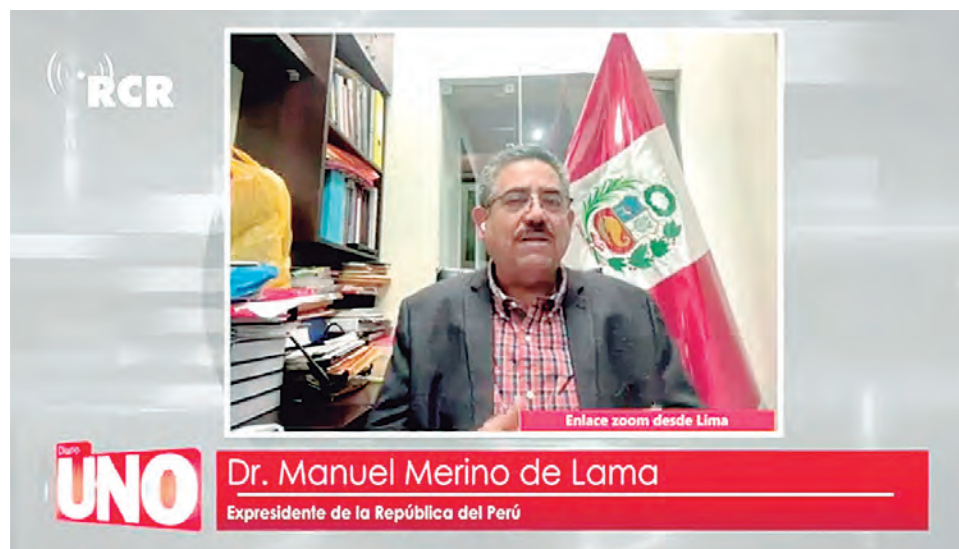 RCR
Enlace zoom desde Lima
Diario
UNO
Dr. Manuel Merino de Lama
Expresidente de la República del Perú